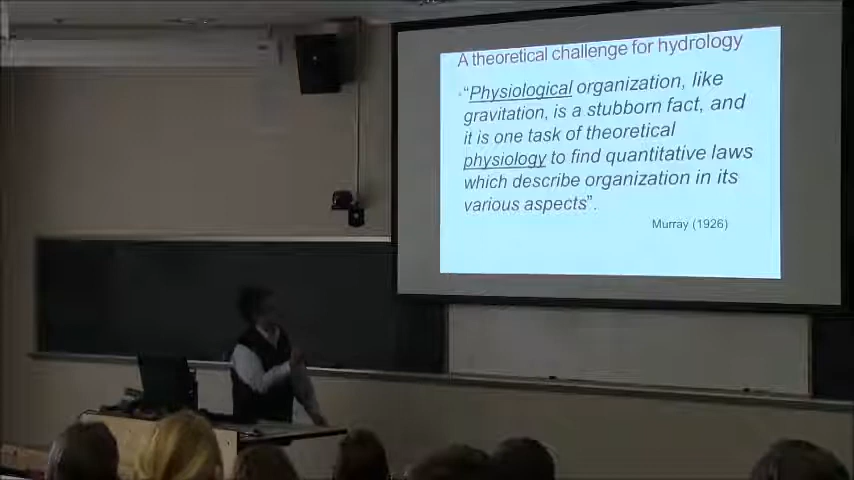 A theoretical challenge for hydrology
“Physiological organization, like
gravitation, is a stubborn fact, and
it is one task of theoretical
physiology to find quantitative laws
which describe organization in its
various aspects”.
Murray (1926)